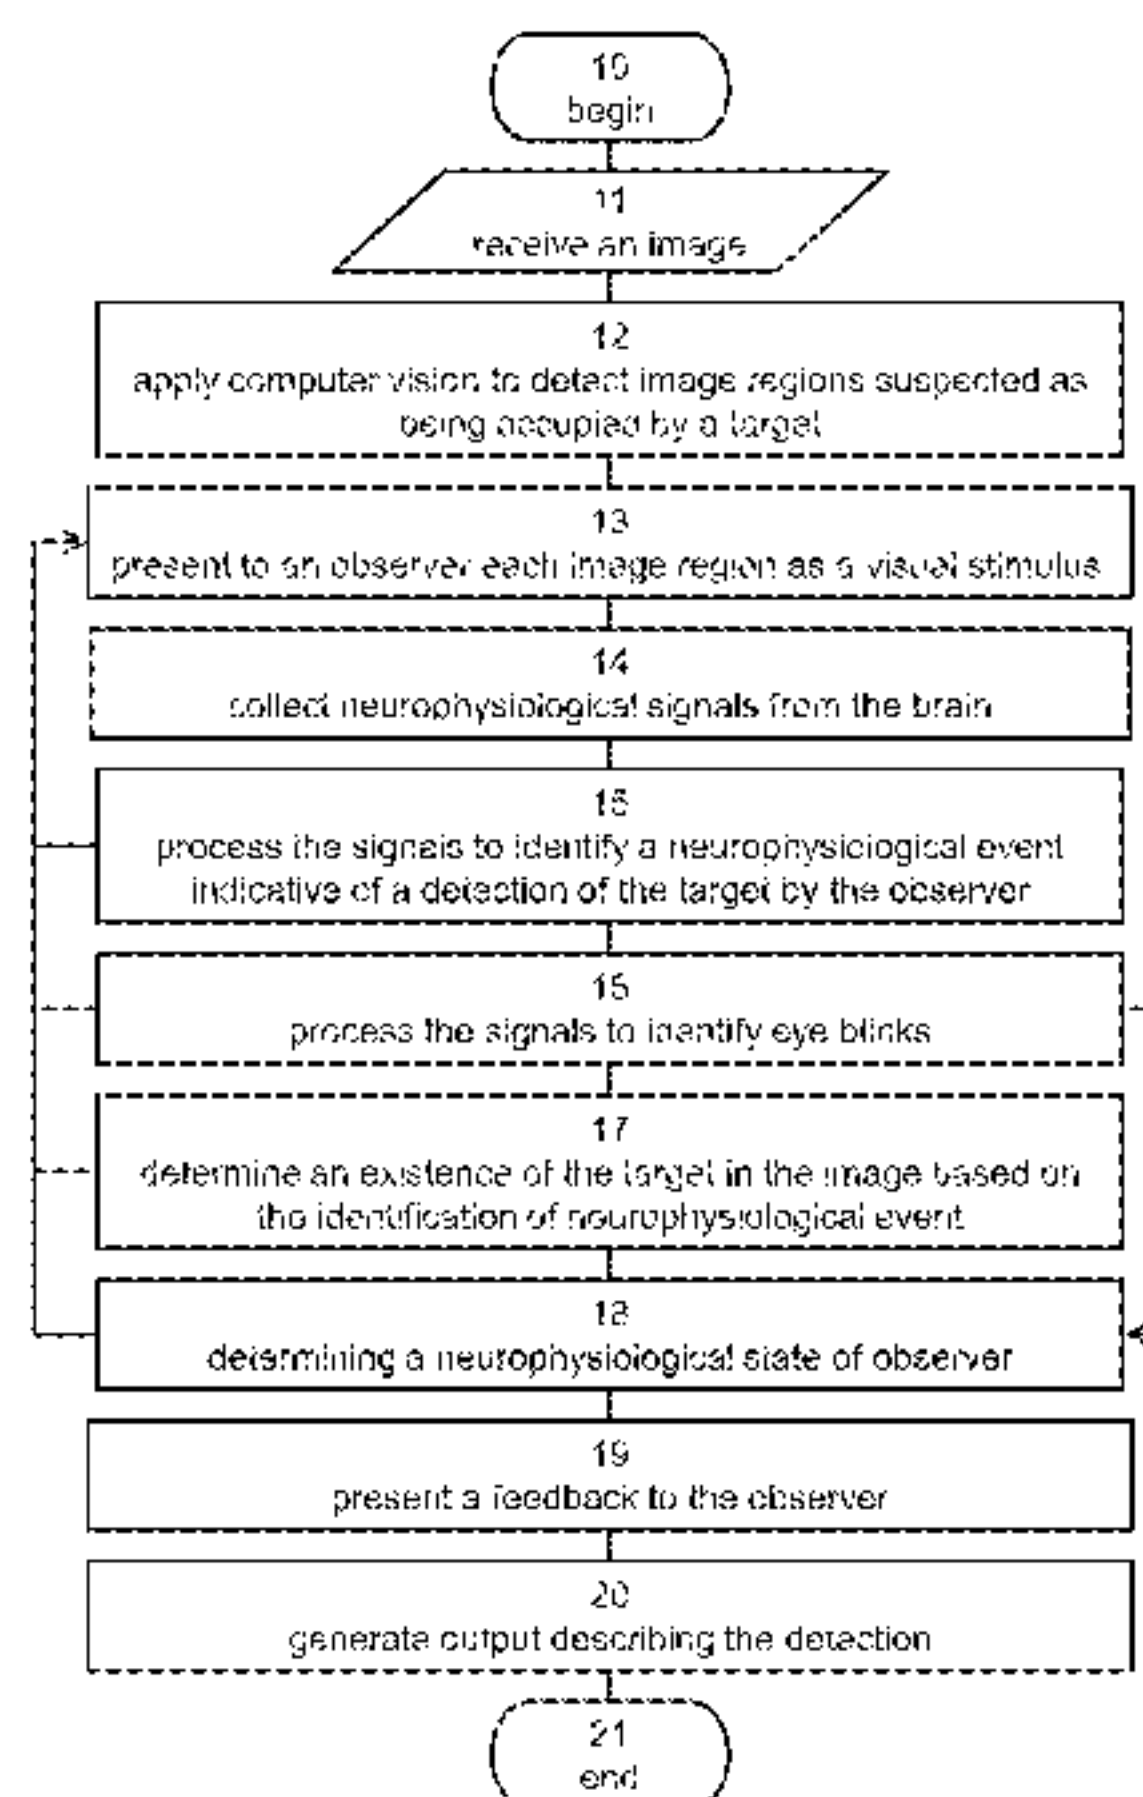 10
begin
11
receive an image
12
apply computer vision to detect image regions suspected as
being occupied by a target
13
present to an observer each image region as a visual stimulus
14
collect neurophysiological signals from the brain
16
process the signals to identify a neurophysiological event
indicative of a detection of the target by the observer
15
process the signals to identify eye blinks
17
determine an existence of the target in the image based on
the identification of neurophysiological event
18
determining a neurophysiological state of observer
19
present a feedback to the observer
20
generate output describing the detection
21
end